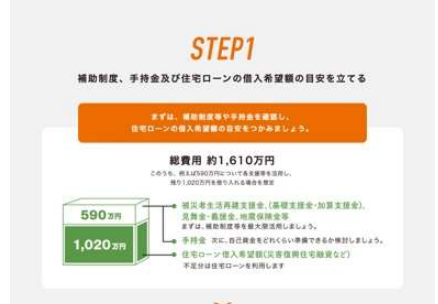 STEP1
補助制度、手持金及び住宅ローンの借入希望額の目安を立てる
まずは、補助制度等や手持金を確認し、
住宅ローンの借入希望額の目安をつかみましょう。
総費用 約1,610万円
このうち、例えば590万円について各支援等を活用し、
残り1,020万円を借り入れる場合を想定
590万円
1,020万円
被災者生活再建支援金、(基礎支援金・加算支援金)、
見舞金・義援金、地震保険金等
まずは、補助制度等を最大限活用しましょう。
手持金 次に、自己資金をどれくらい準備できるか検討しましょう。
住宅ローン借入希望額(災害復興住宅融資など)
不足分は住宅ローンを利用します